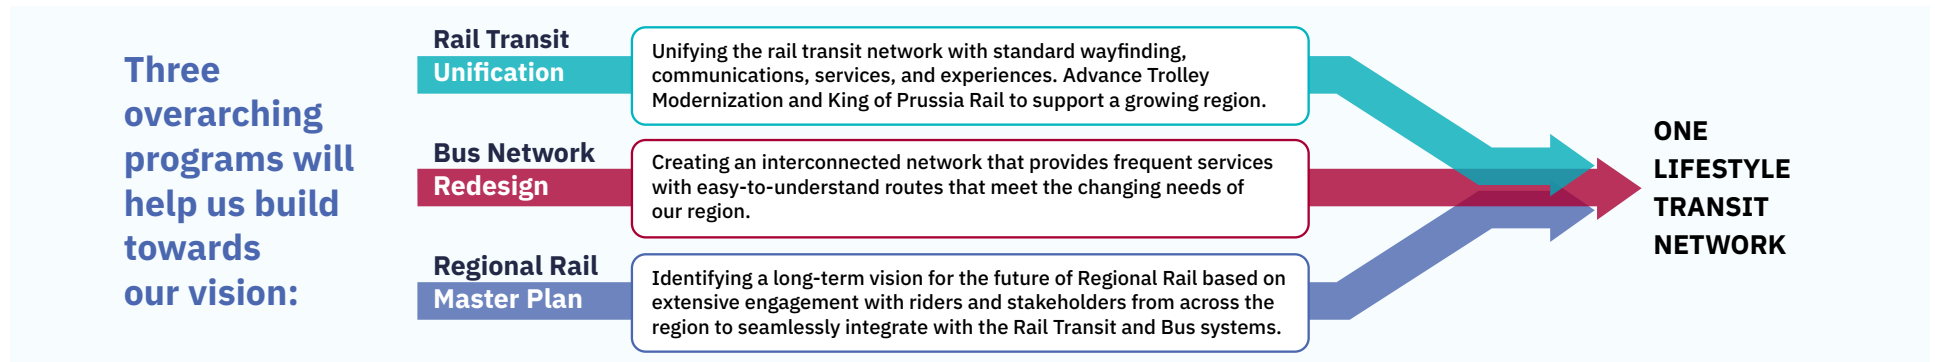 Three
overarching
programs will
help us build
towards
our vision:
Rail Transit
Unification
Unifying the rail transit network with standard wayfinding,
communications, services, and experiences. Advance Trolley
Modernization and King of Prussia Rail to support a growing region.
Bus Network
Redesign
Creating an interconnected network that provides frequent services
with easy-to-understand routes that meet the changing needs of
our region.
Regional Rail
Master Plan
Identifying a long-term vision for the future of Regional Rail based on
extensive engagement with riders and stakeholders from across the
region to seamlessly integrate with the Rail Transit and Bus systems.
ONE
LIFESTYLE
TRANSIT
NETWORK